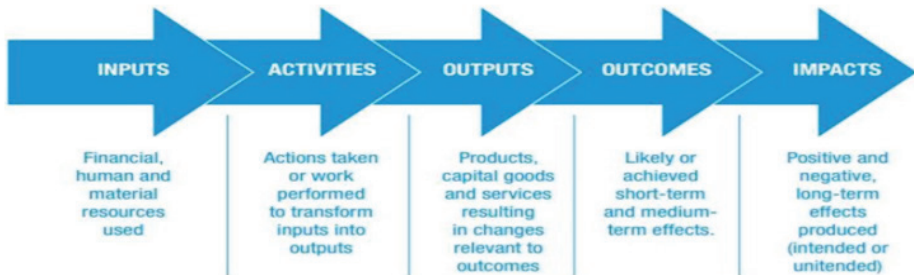 INPUTS
ACTIVITIES
OUTPUTS
OUTCOMES
IMPACTS
Financial,
human and
material
resources
used
Actions taken
or work
performed
to transform
inputs into
outputs
Products,
capital goods
and services
resulting
in changes
relevant to
outcomes
Likely or
achieved
short-term
and medium-
term effects.
Positive and
negative,
long-term
effects
produced
(intended or
unitended)